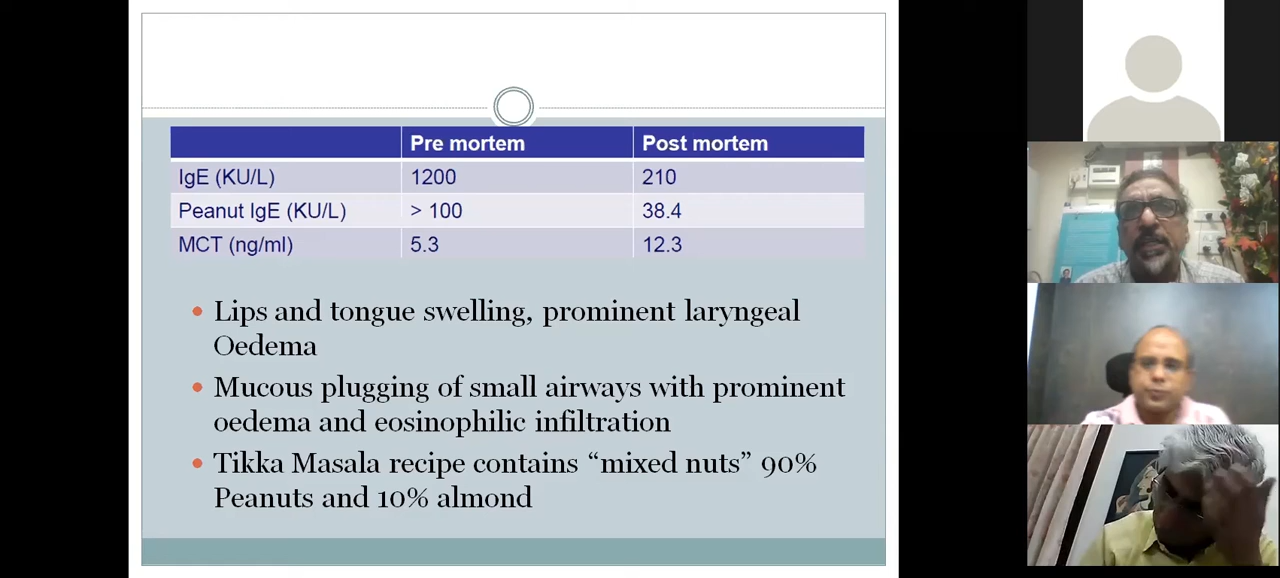 Pre mortem Post mortem
IgE (KU/L) 1200 210
Peanut IgE (KU/L) > 100 38.4
MCT (ng/ml) 5.3 12.3
• Lips and tongue swelling, prominent laryngeal
Oedema
• Mucous plugging of small airways with prominent
oedema and eosinophilic infiltration
• Tikka Masala recipe contains “mixed nuts” 90%
Peanuts and 10% almond